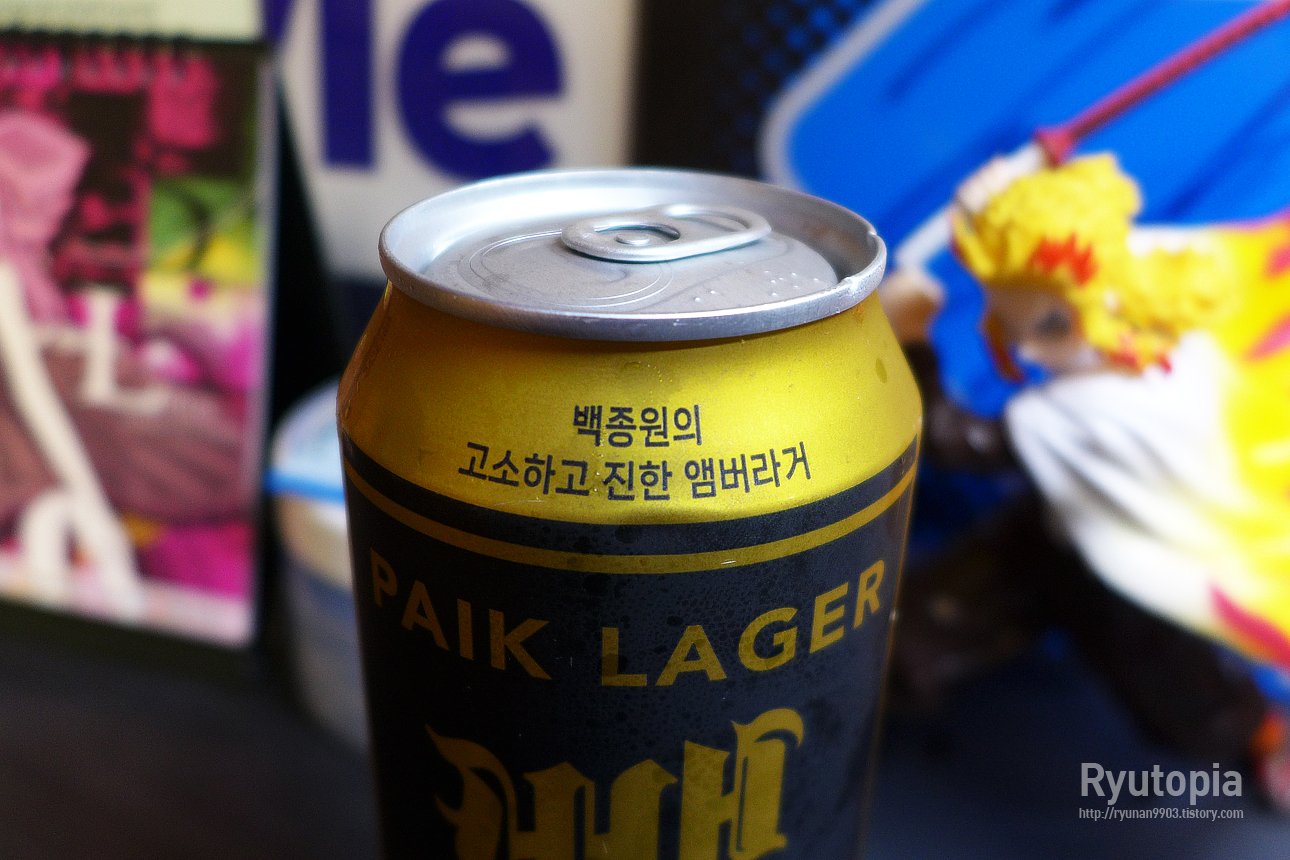 백종원의
고소하고 진한 앰버라거
PAIK LAGER
Ryutopia
http://ryunan9903.tistory.com